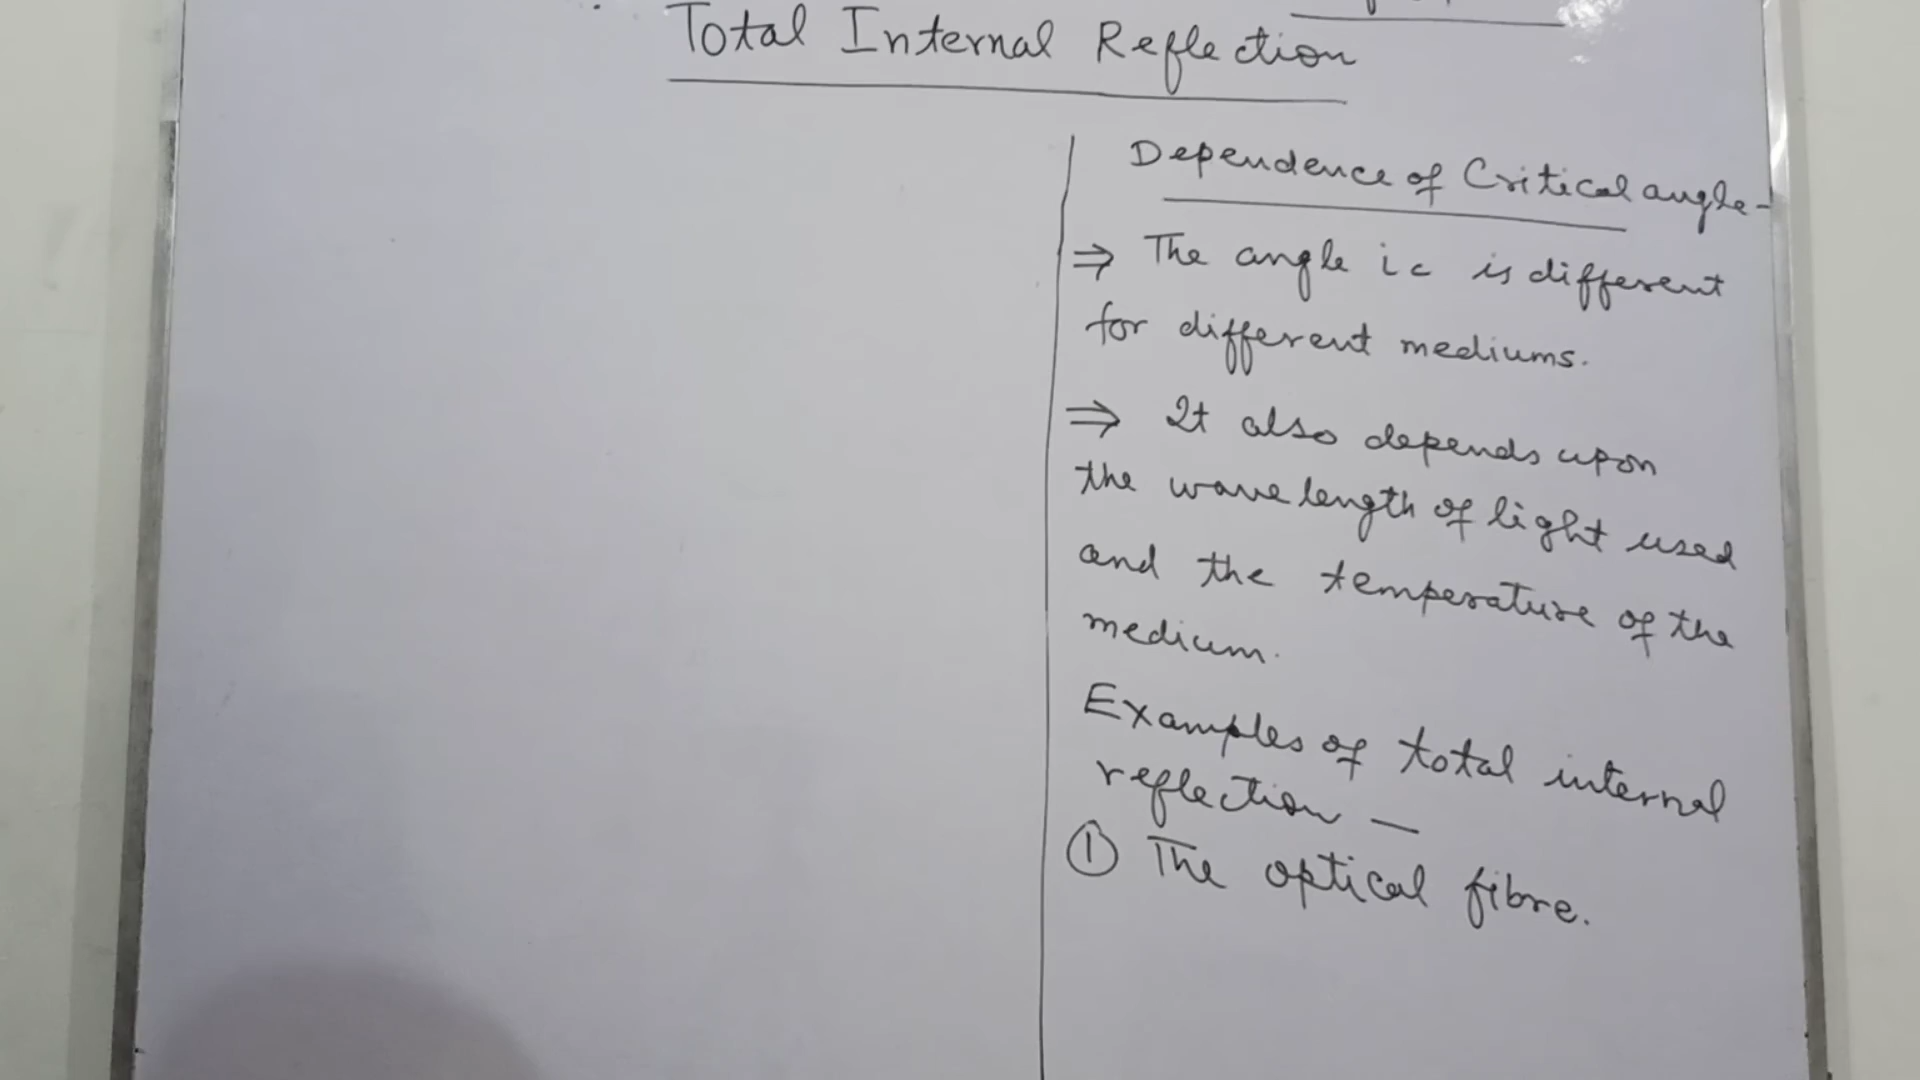 Total Internal Reflection
Dependence of Critical angle-
⇒ The angle ic is different
for different mediums.
⇒ It also depends upon
the wave length of light used
and the temperature of the
medium.
Examples of total internal
reflection —
① The optical fibre.